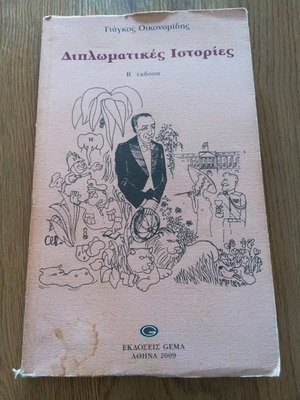 Γιάγκος Οικονομίδης
Διπλωματικές Ιστορίες
Β΄ έκδοση
ΕΚΔΟΣΕΙΣ GEMA
ΑΘΗΝΑ 2009